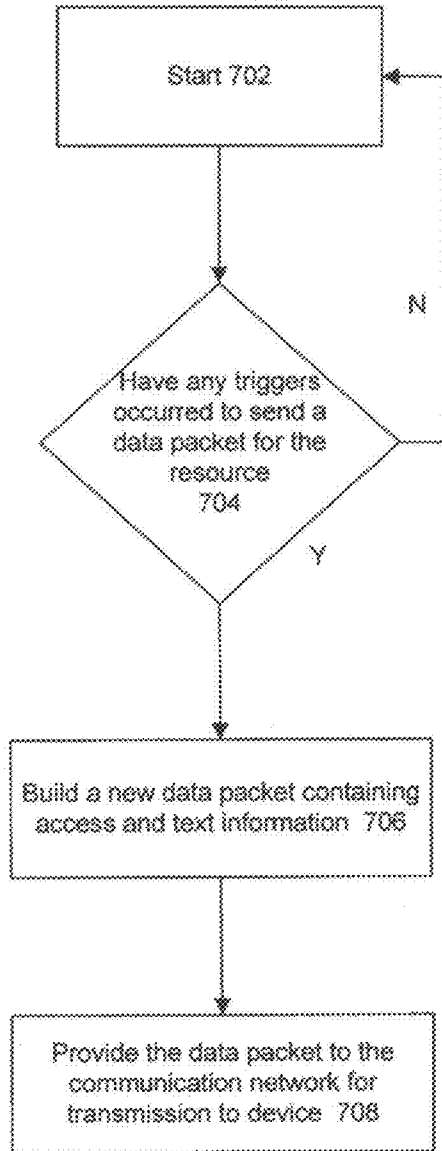 Start 702
Have any triggers
occurred to send a
data packet for the
resource
704
N
Y
Build a new data packet containing
access and text information 706
Provide the data packet to the
communication network for
transmission to device 708